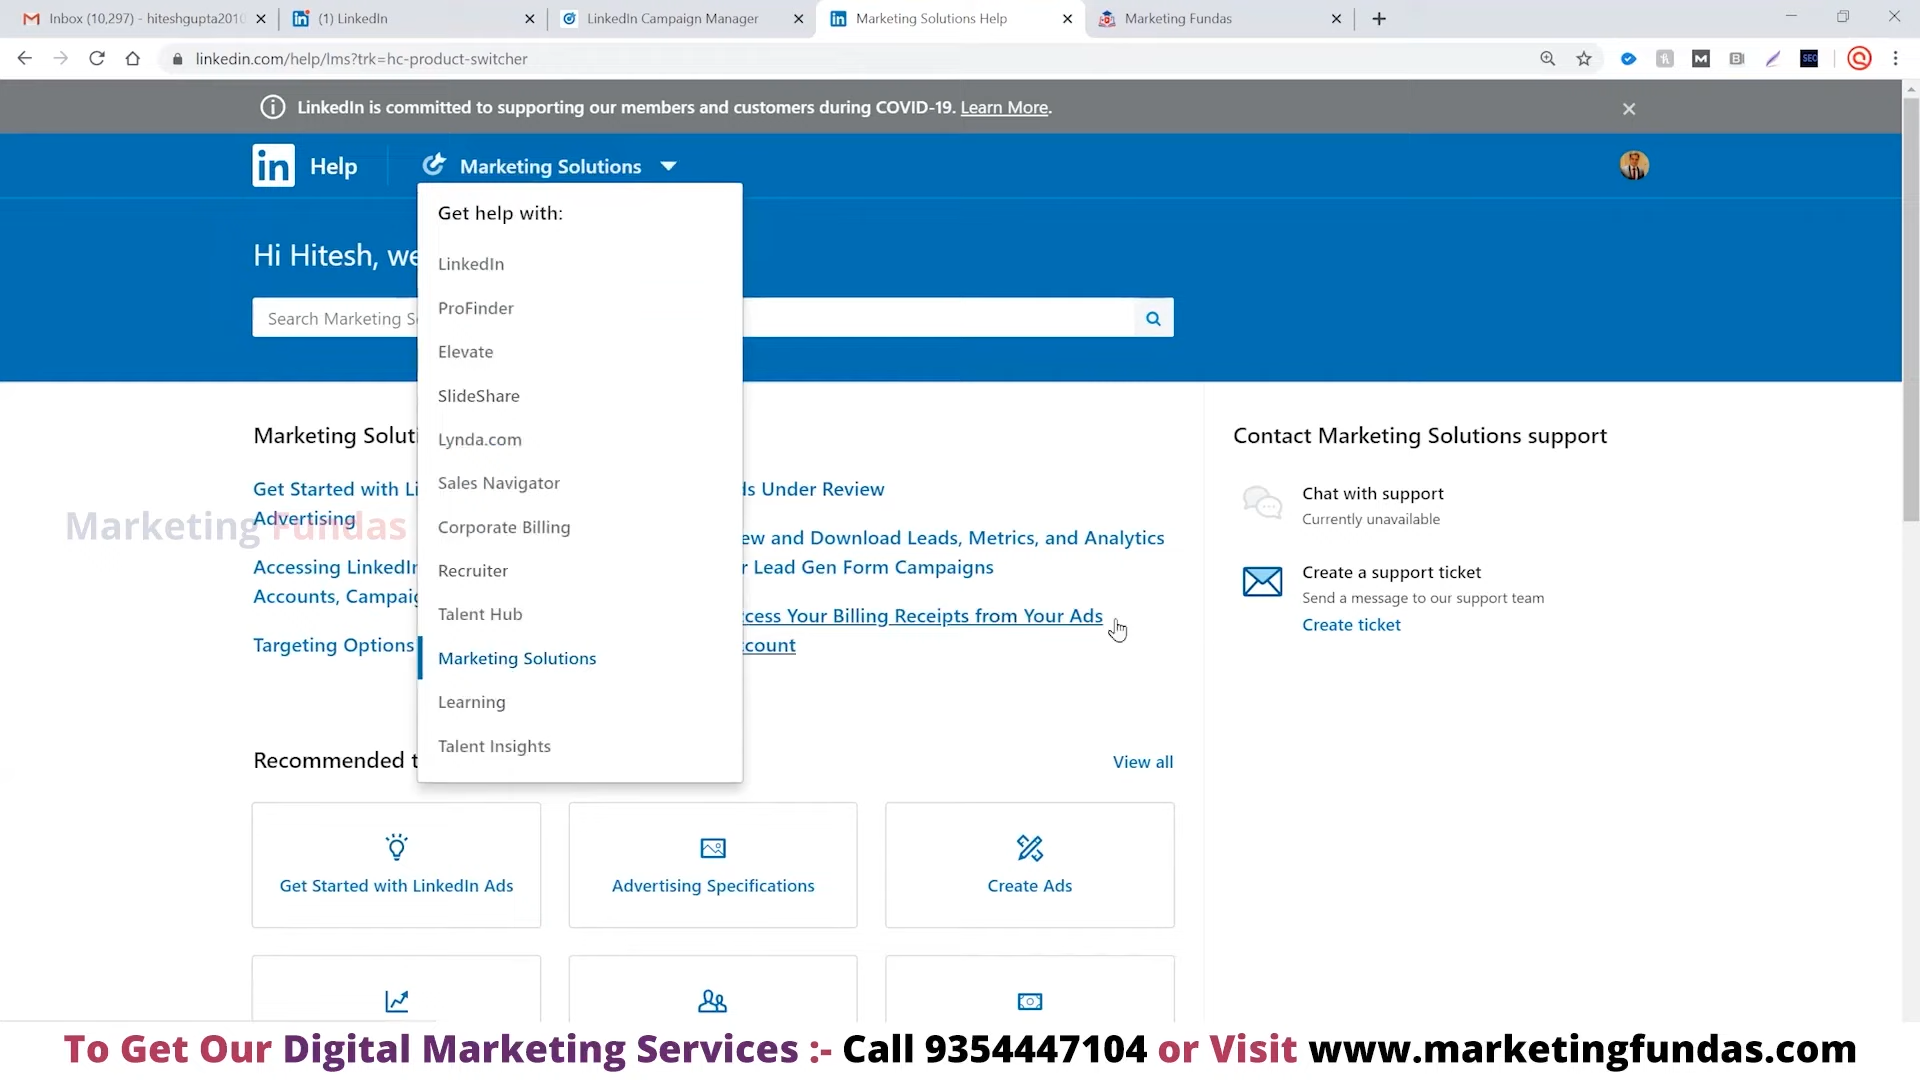 Inbox (10,297) - hiteshgupta2010
(1) LinkedIn
LinkedIn Campaign Manager
Marketing Solutions Help
Marketing Fundas
linkedin.com/help/lms?trk=hc-product-switcher
LinkedIn is committed to supporting our members and customers during COVID-19. Learn More.
in Help
Marketing Solutions
Get help with:
LinkedIn
ProFinder
Elevate
SlideShare
Lynda.com
Sales Navigator
Corporate Billing
Recruiter
Talent Hub
Marketing Solutions
Learning
Talent Insights
Hi Hitesh, we
Search Marketing S
Marketing Soluti
Get Started with Li
Advertising
Accessing LinkedIn
Accounts, Campaig
Targeting Options
ds Under Review
ew and Download Leads, Metrics, and Analytics
r Lead Gen Form Campaigns
ccess Your Billing Receipts from Your Ads
ccount
Marketing Fundas
Contact Marketing Solutions support
Chat with support
Currently unavailable
Create a support ticket
Send a message to our support team
Create ticket
Recommended t
View all
Get Started with LinkedIn Ads
Advertising Specifications
Create Ads
To Get Our Digital Marketing Services :- Call 9354447104 or Visit www.marketingfundas.com